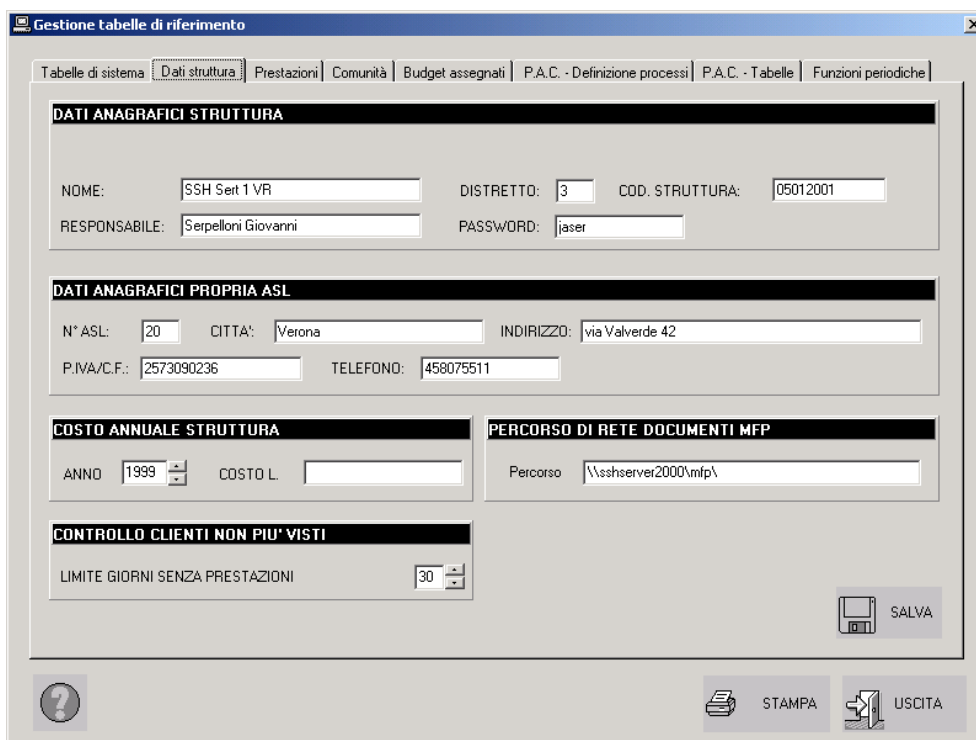 Gestione tabelle di riferimento
Tabelle di sistema Dati struttura Prestazioni Comunità Budget assegnati P.A.C. - Definizione processi P.A.C. - Tabelle Funzioni periodiche
DATI ANAGRAFICI STRUTTURA
NOME: SSH Sert 1 VR DISTRETTO: 3 COD. STRUTTURA: 05012001
RESPONSABILE: Serpelloni Giovanni PASSWORD: jaser
DATI ANAGRAFICI PROPRIA ASL
N° ASL: 20 CITTA': Verona INDIRIZZO: via Valverde 42
P.IVA/C.F.: 2573090236 TELEFONO: 458075511
COSTO ANNUALE STRUTTURA PERCORSO DI RETE DOCUMENTI MFP
ANNO 1999 COSTO L. Percorso \\sshserver2000\mfp\
CONTROLLO CLIENTI NON PIU' VISTI
LIMITE GIORNI SENZA PRESTAZIONI 30
SALVA
? STAMPA USCITA